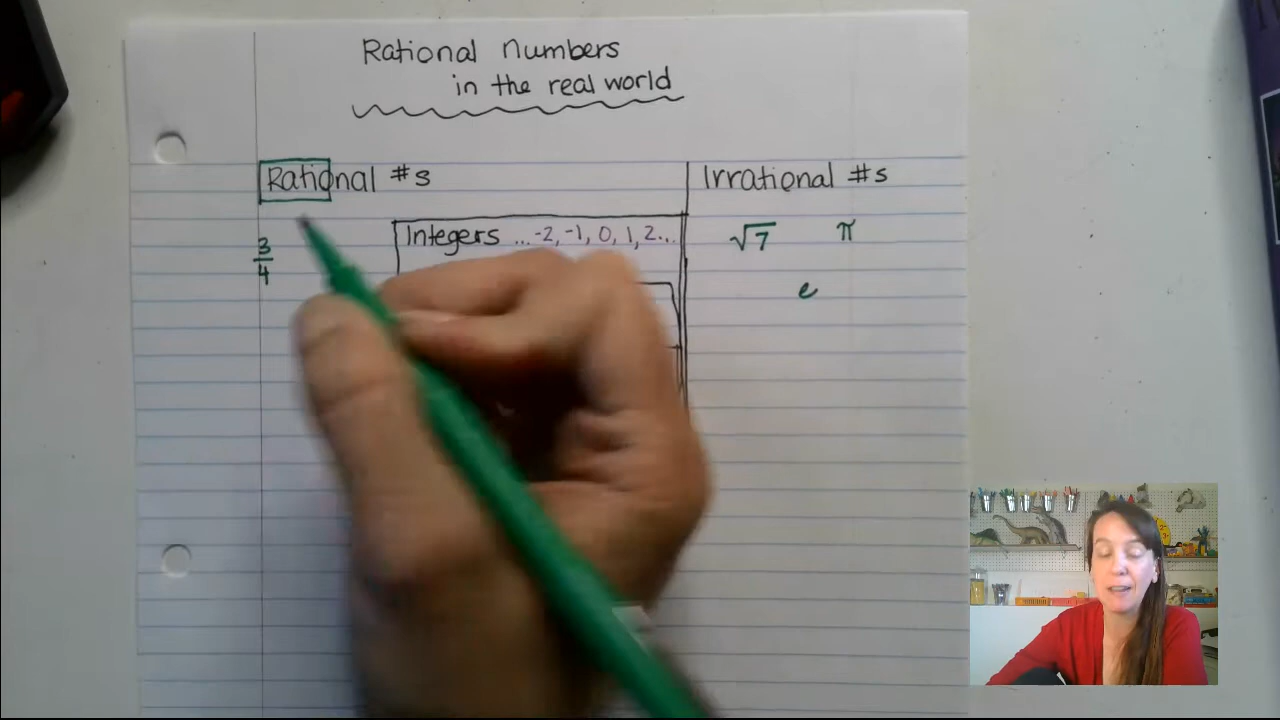 Rational numbers
in the real world
Rational #s
Irrational #s
3/4
Integers ...-2, -1, 0, 1, 2...
√7
π
e